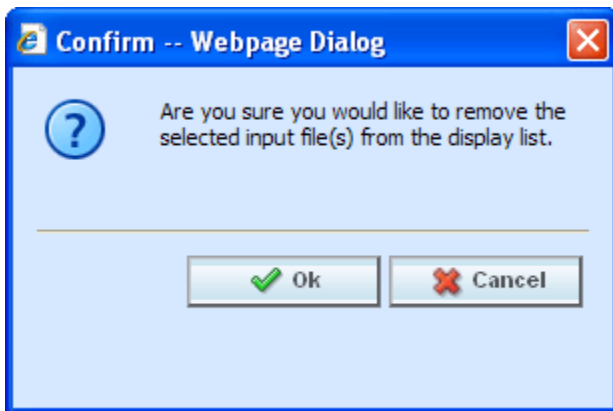 Confirm -- Webpage Dialog
Are you sure you would like to remove the
selected input file(s) from the display list.
Ok
Cancel